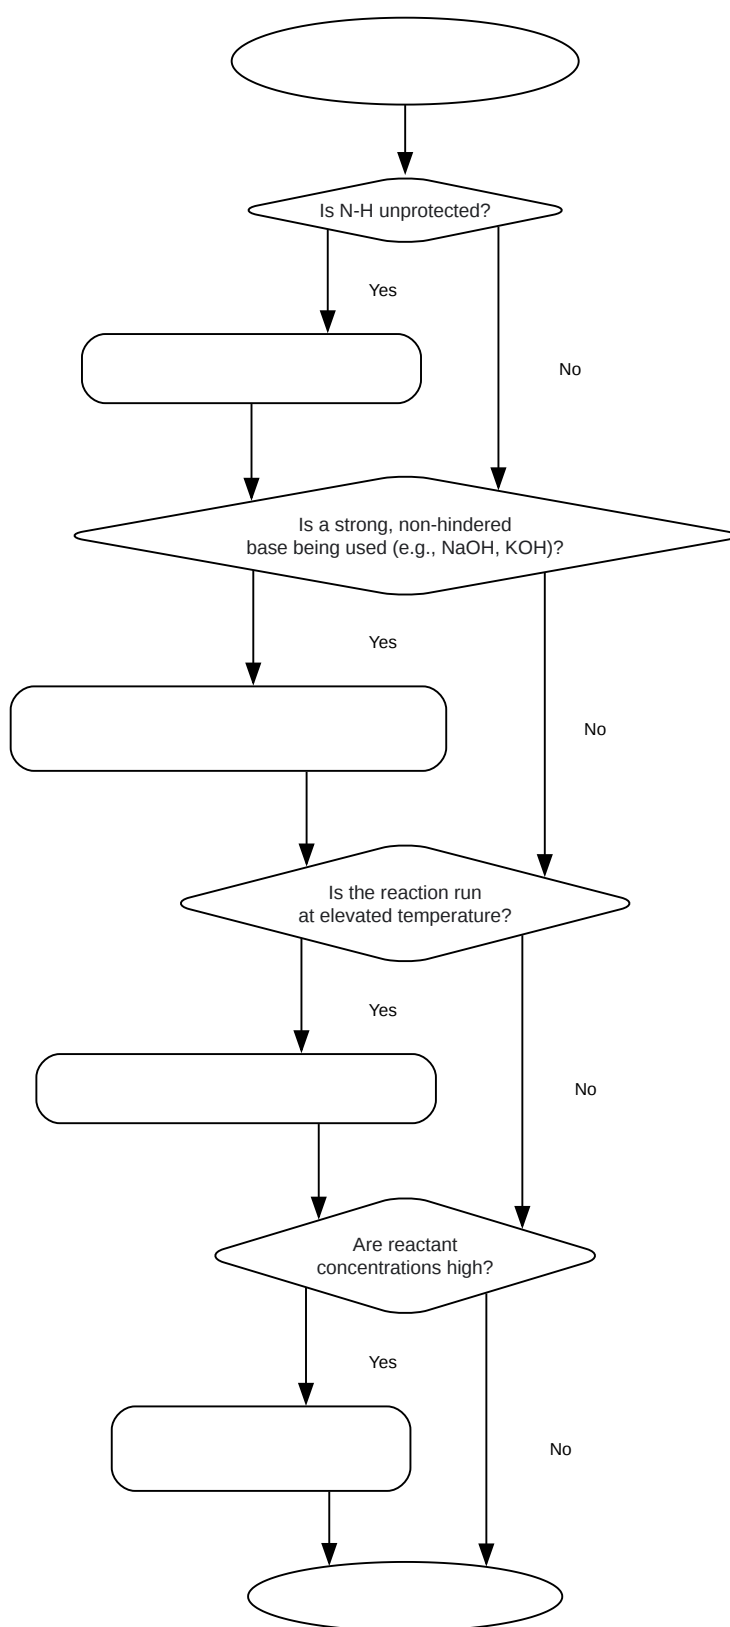 Is N-H unprotected?
Yes
No
Is a strong, non-hindered
base being used (e.g., NaOH, KOH)?
Yes
No
Is the reaction run
at elevated temperature?
Yes
No
Are reactant
concentrations high?
Yes
No